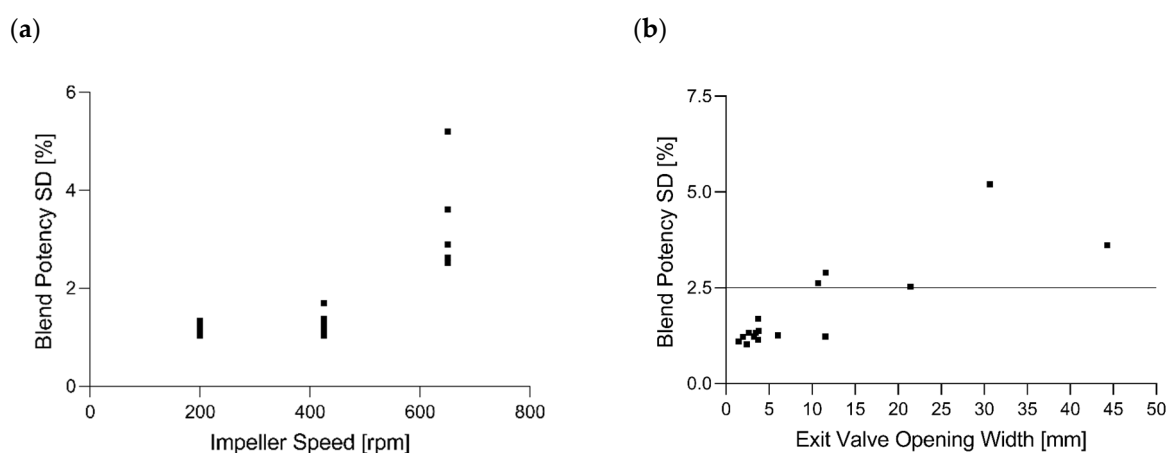 (a)
(b)
Blend Potency SD [%]
6
4
2
0
0 200 400 600 800
Impeller Speed [rpm]
Blend Potency SD [%]
7.5
5.0
2.5
0.0
0 5 10 15 20 25 30 35 40 45 50
Exit Valve Opening Width [mm]